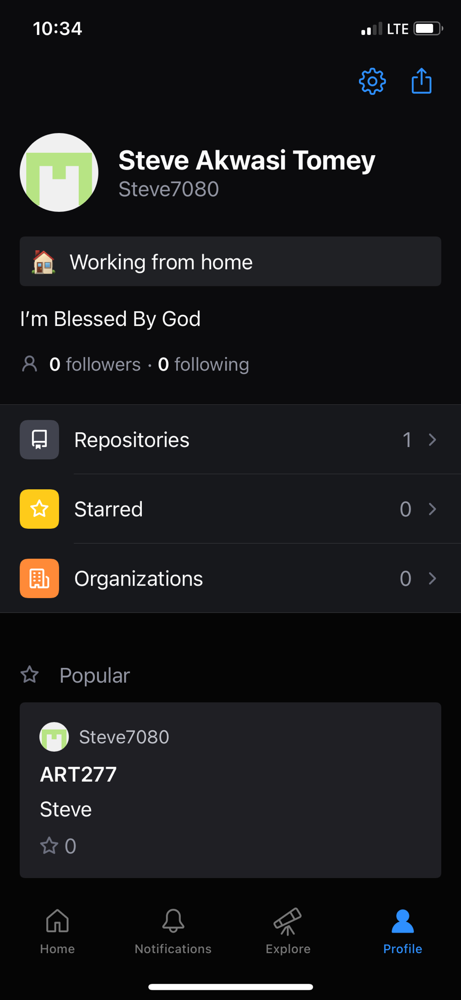 10:34
LTE
Steve Akwasi Tomey
Steve7080
Working from home
I’m Blessed By God
0 followers · 0 following
Repositories 1
Starred 0
Organizations 0
Popular
Steve7080
ART277
Steve
0
Home Notifications Explore Profile